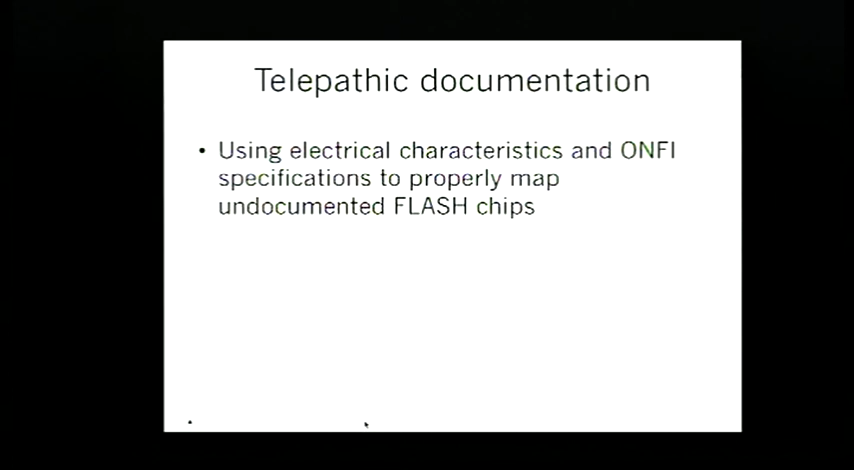 Telepathic documentation
• Using electrical characteristics and ONFI
specifications to properly map
undocumented FLASH chips